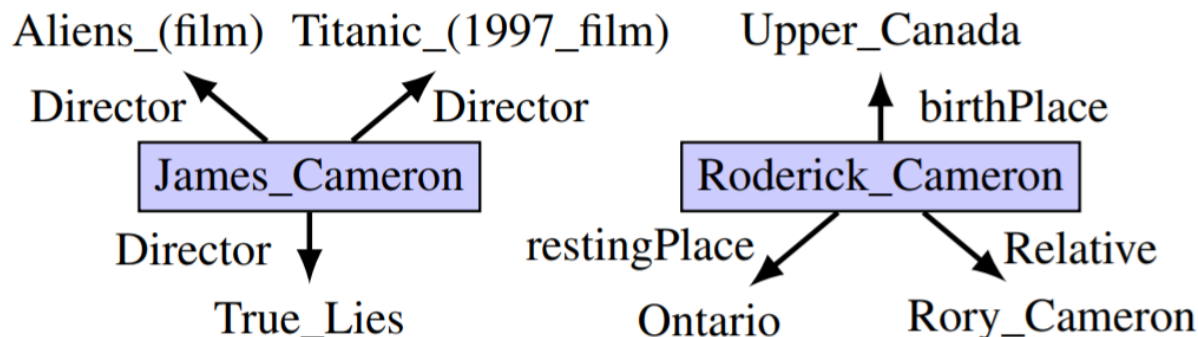 Aliens_(film) Titanic_(1997_film) Upper_Canada
Director Director birthPlace
James_Cameron Roderick_Cameron
Director restingPlace Relative
True_Lies Ontario Rory_Cameron